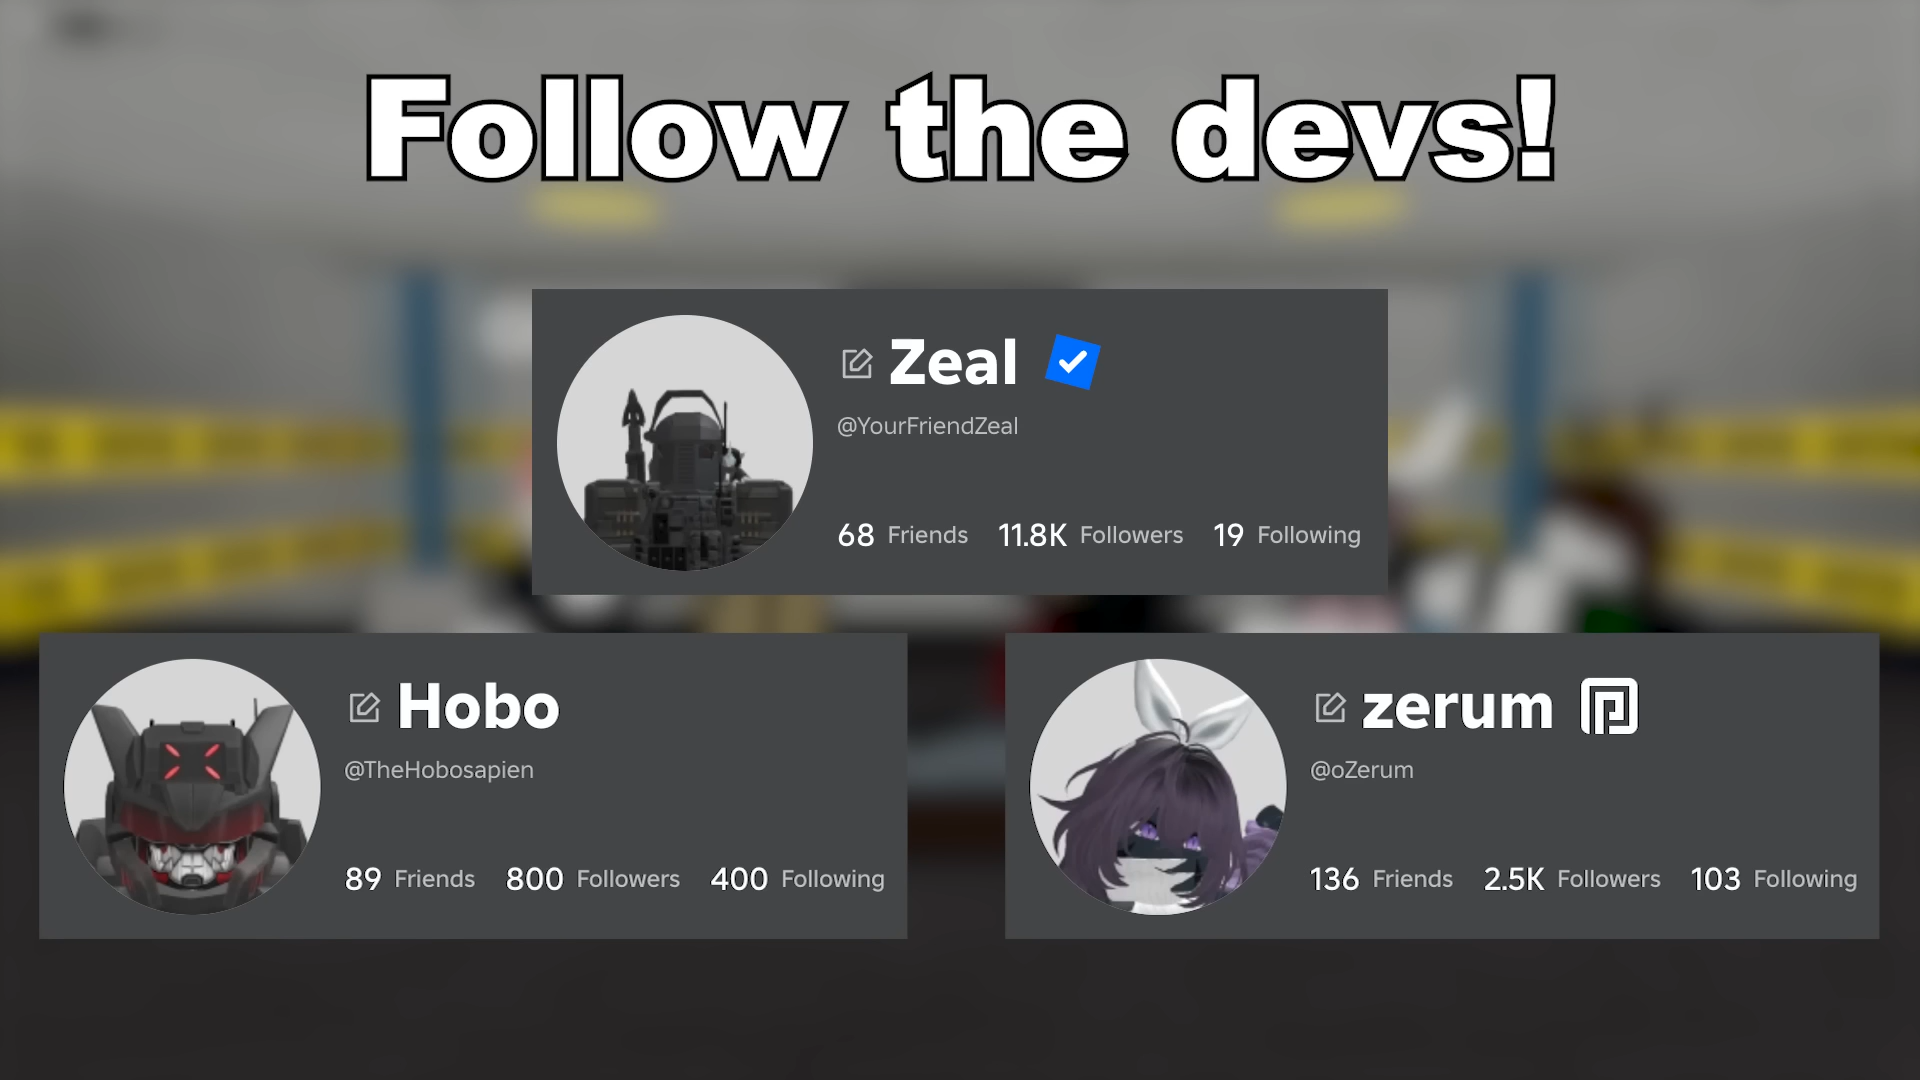 Follow the devs!
Zeal
@YourFriendZeal
68 Friends 11.8K Followers 19 Following
Hobo
@TheHobosapien
89 Friends 800 Followers 400 Following
zerum
@oZerum
136 Friends 2.5K Followers 103 Following